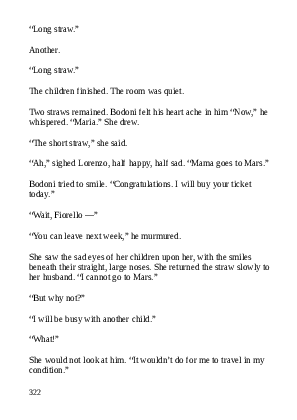 “Long straw.”
Another.
“Long straw.”
The children finished. The room was quiet.
Two straws remained. Bodoni felt his heart ache in him “Now,” he
whispered. “Maria.” She drew.
“The short straw,” she said.
“Ah,” sighed Lorenzo, half happy, half sad. “Mama goes to Mars.”
Bodoni tried to smile. “Congratulations. I will buy your ticket
today.”
“Wait, Fiorello —”
“You can leave next week,” he murmured.
She saw the sad eyes of her children upon her, with the smiles
beneath their straight, large noses. She returned the straw slowly to
her husband. “I cannot go to Mars.”
“But why not?”
“I will be busy with another child.”
“What!”
She would not look at him. “It wouldn’t do for me to travel in my
condition.”
322